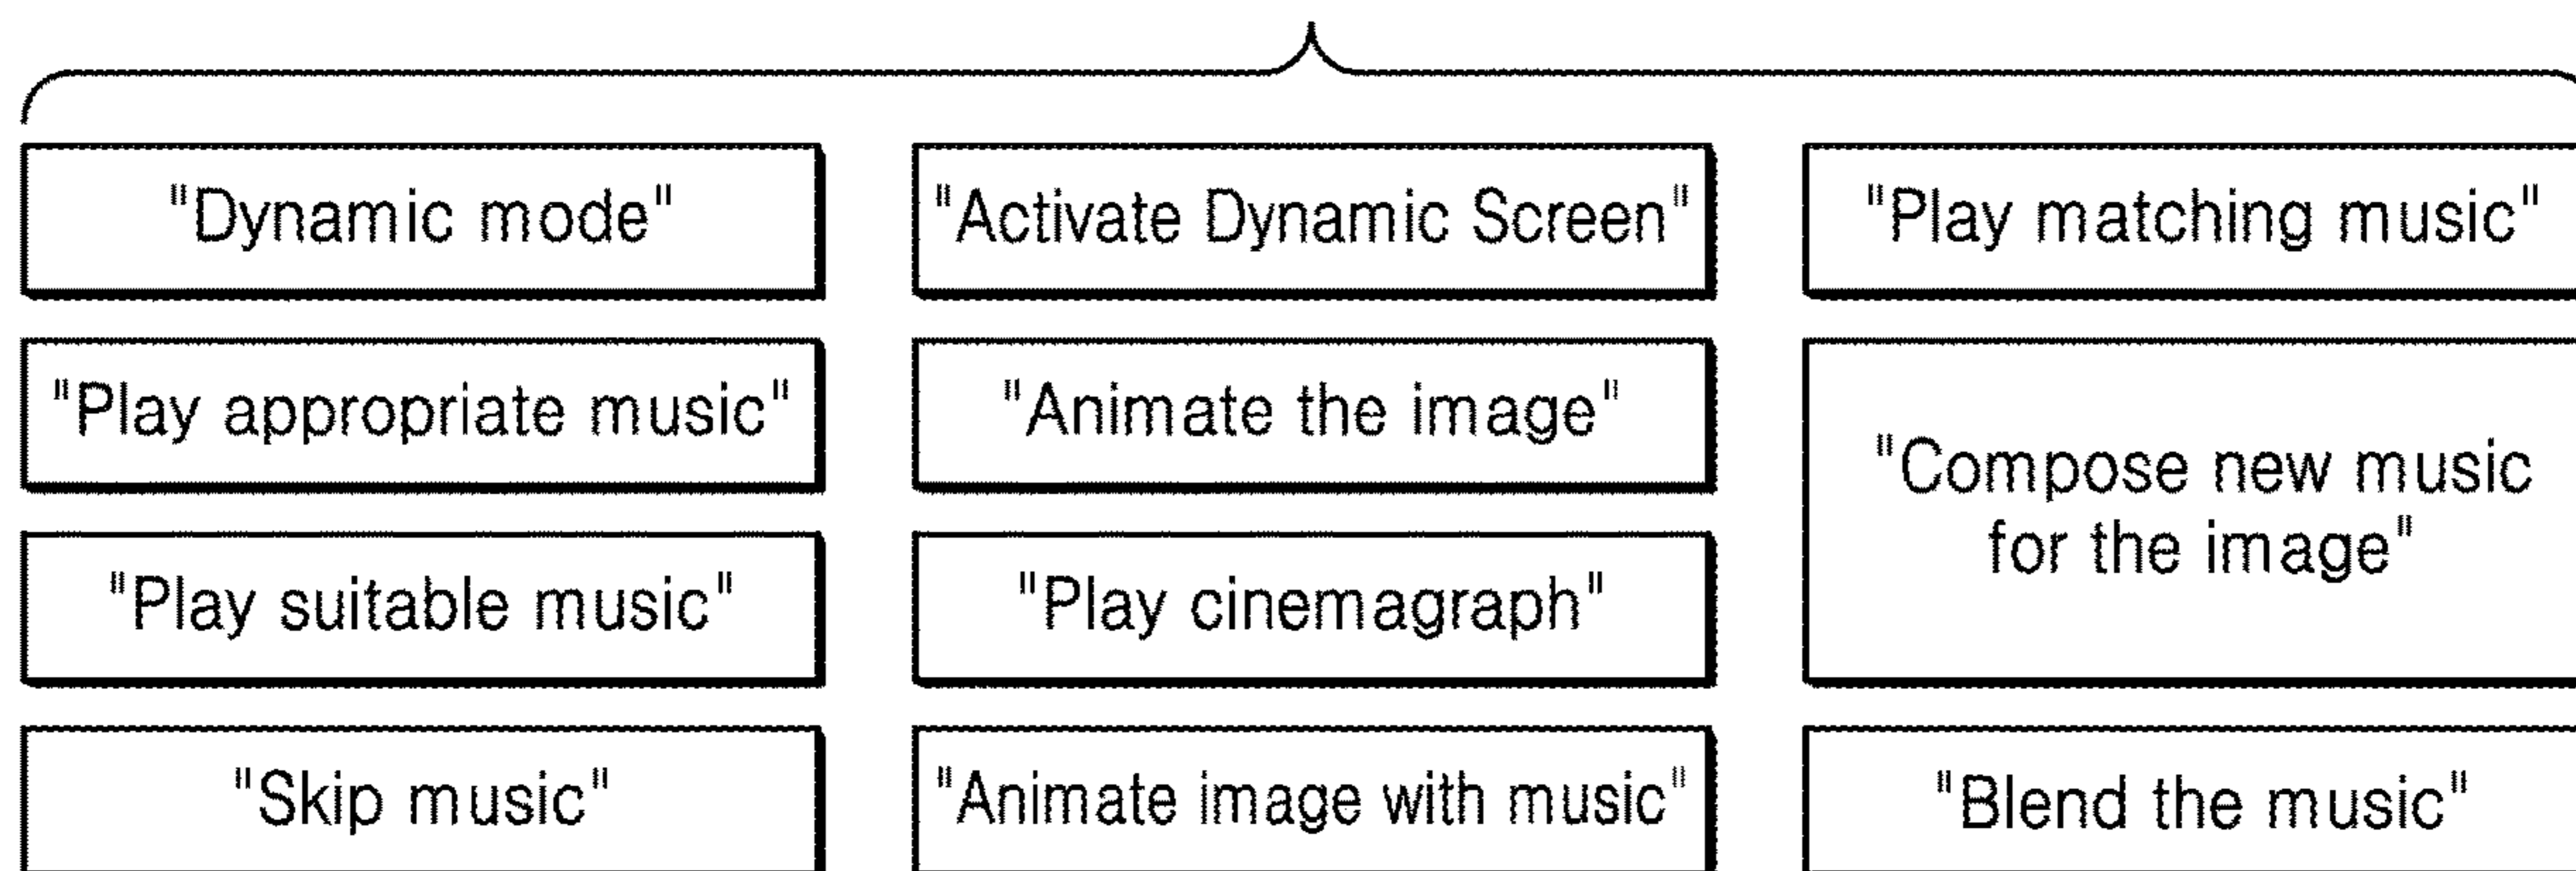 "Dynamic mode"
"Activate Dynamic Screen"
"Play matching music"
"Play appropriate music"
"Animate the image"
"Compose new music
for the image"
"Play suitable music"
"Play cinemagraph"
"Skip music"
"Animate image with music"
"Blend the music"